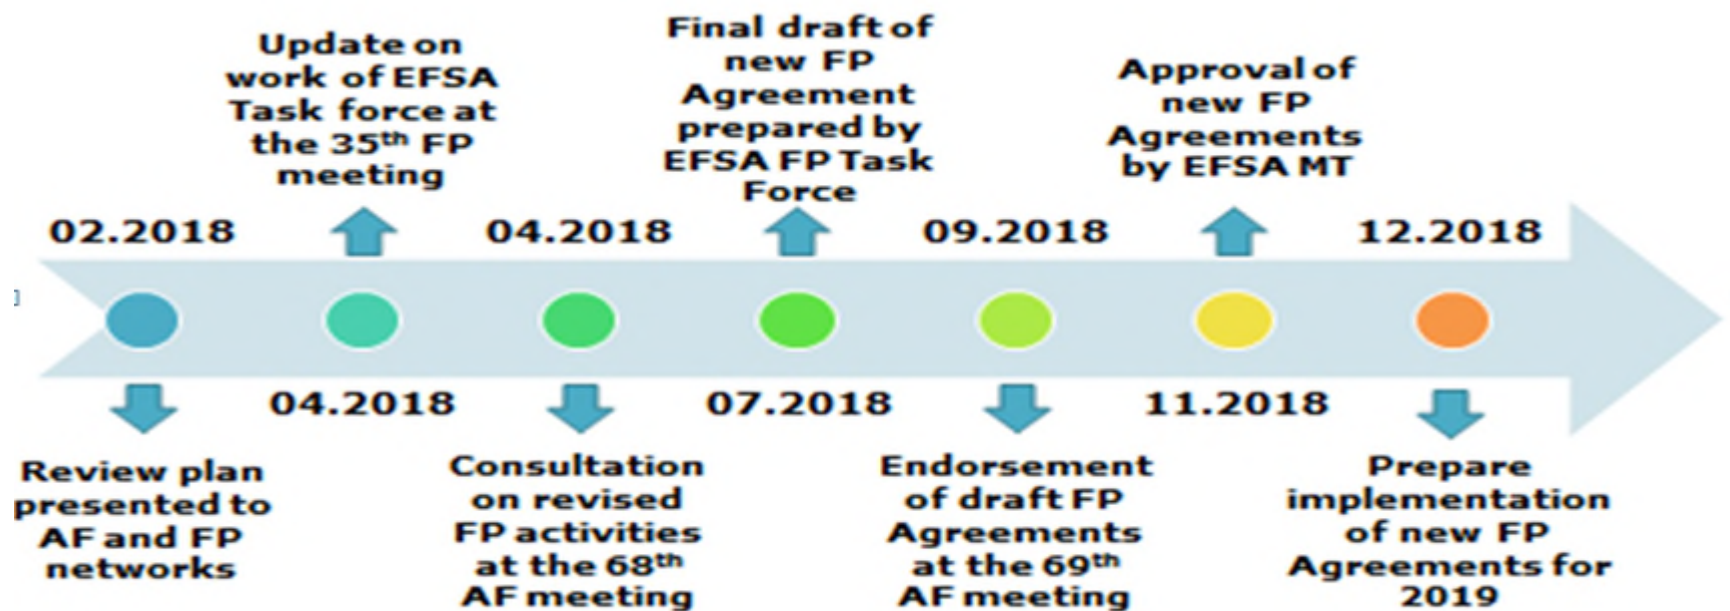 Update on
work of EFSA
Task force at
the 35th FP
meeting
Final draft of
new FP
Agreement
prepared by
EFSA FP Task
Force
Approval of
new FP
Agreements
by EFSA MT
02.2018
04.2018
09.2018
12.2018
04.2018
07.2018
11.2018
Review plan
presented to
AF and FP
networks
Consultation
on revised
FP activities
at the 68th
AF meeting
Endorsement
of draft FP
Agreements
at the 69th
AF meeting
Prepare
implementation
of new FP
Agreements for
2019